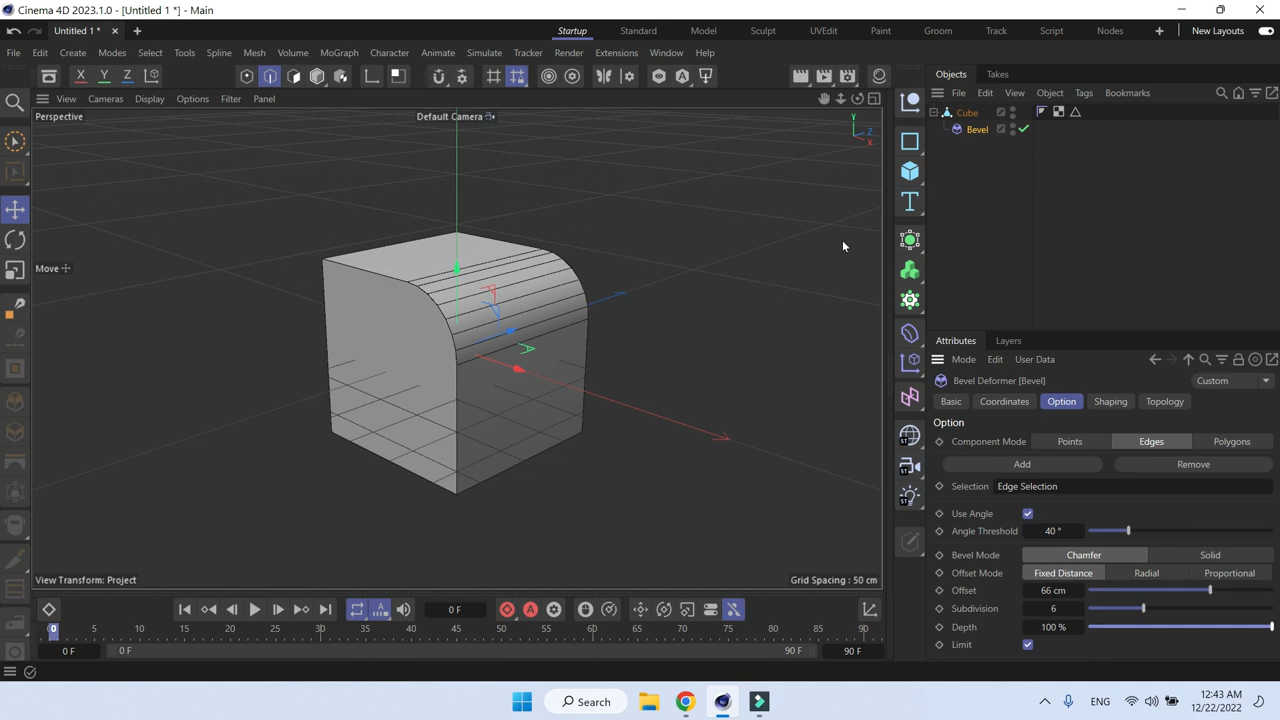 Cinema 4D 2023.1.0 - [Untitled 1 *] - Main
Untitled 1 *
Startup Standard Model Sculpt UVEdit Paint Groom Track Script Nodes New Layouts
File Edit Create Modes Select Tools Spline Mesh Volume MoGraph Character Animate Simulate Tracker Render Extensions Window Help
X Y Z
View Cameras Display Options Filter Panel
Perspective
Default Camera
Y
Z
X
Move
View Transform: Project
Grid Spacing : 50 cm
Objects Takes
File Edit View Object Tags Bookmarks
Cube
Bevel
Attributes Layers
Mode Edit User Data
Bevel Deformer [Bevel]
Custom
Basic Coordinates Option Shaping Topology
Option
Component Mode Points Edges Polygons
Add Remove
Selection Edge Selection
Use Angle
Angle Threshold 40 °
Bevel Mode Chamfer Solid
Offset Mode Fixed Distance Radial Proportional
Offset 66 cm
Subdivision 6
Depth 100 %
Limit
0 F
0 5 10 15 20 25 30 35 40 45 50 55 60 65 70 75 80 85 90
0 F 0 F 90 F 90 F
Search
ENG
12:43 AM
12/22/2022